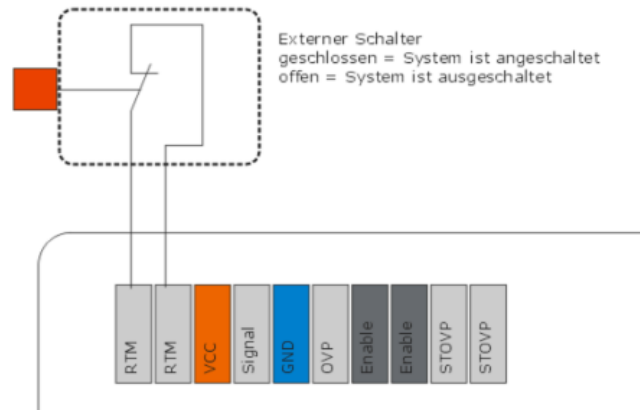 Externer Schalter
geschlossen = System ist angeschaltet
offen = System ist ausgeschaltet
RTM
RTM
VCC
Signal
GND
OVP
Enable
Enable
STOVP
STOVP